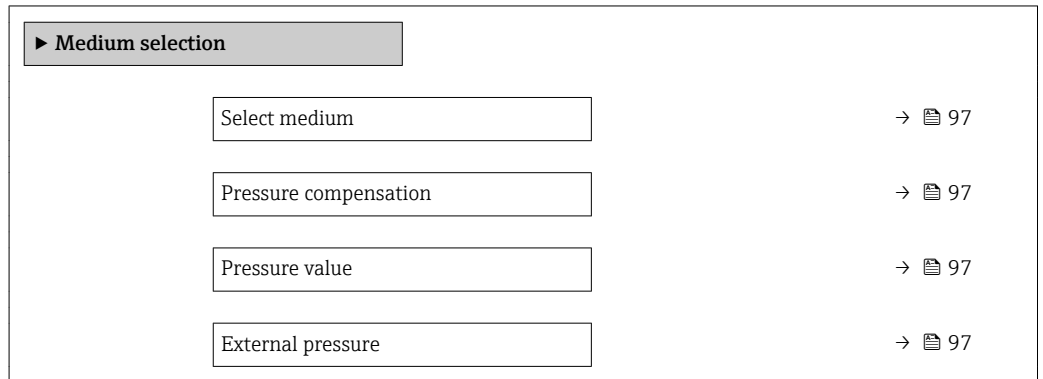 ▶ Medium selection
Select medium → 97
Pressure compensation → 97
Pressure value → 97
External pressure → 97